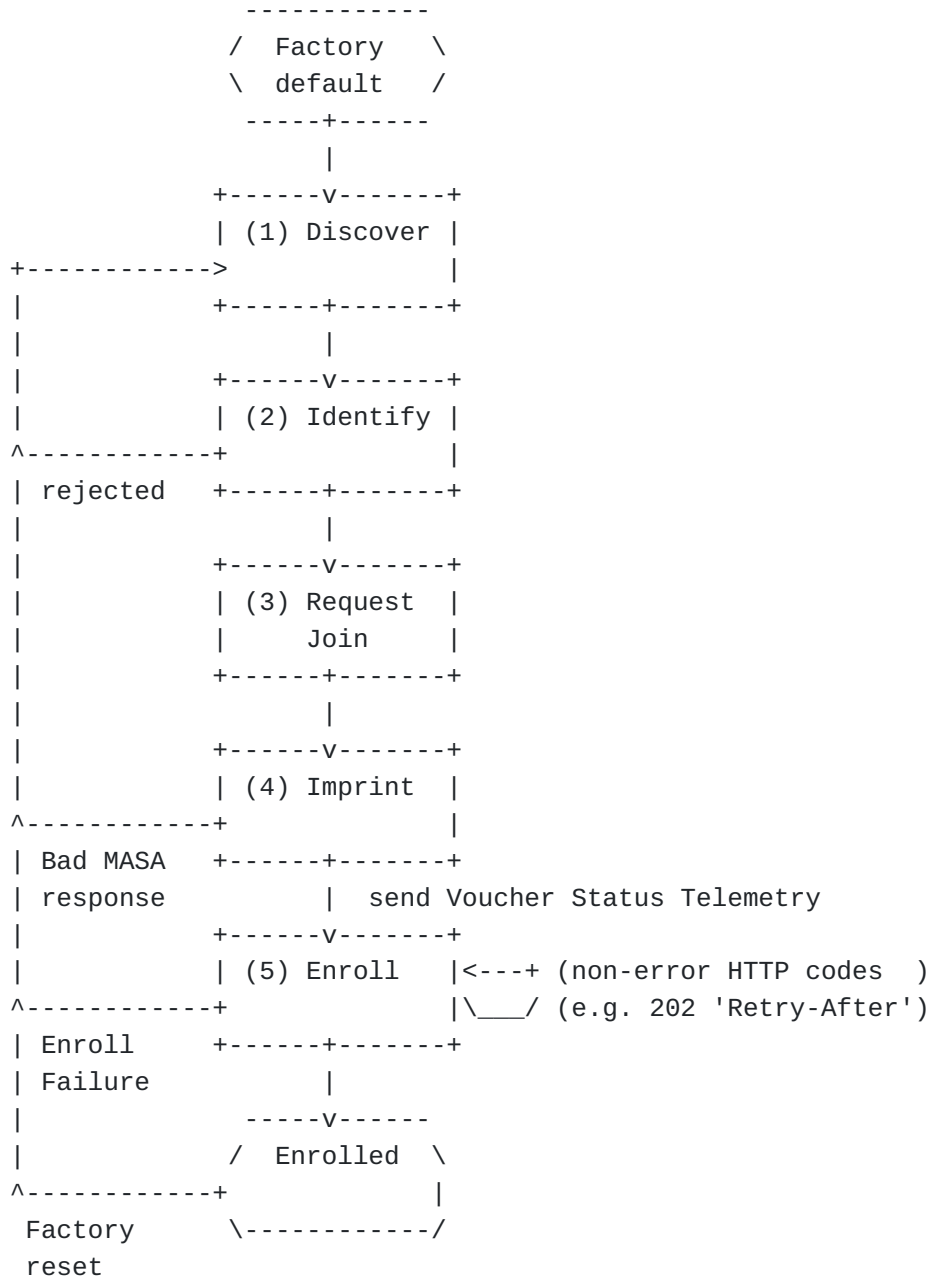 Factory
default
(1) Discover
(2) Identify
rejected
(3) Request
Join
(4) Imprint
Bad MASA
response
send Voucher Status Telemetry
(5) Enroll
(non-error HTTP codes )
(e.g. 202 'Retry-After')
Enroll
Failure
Enrolled
Factory
reset